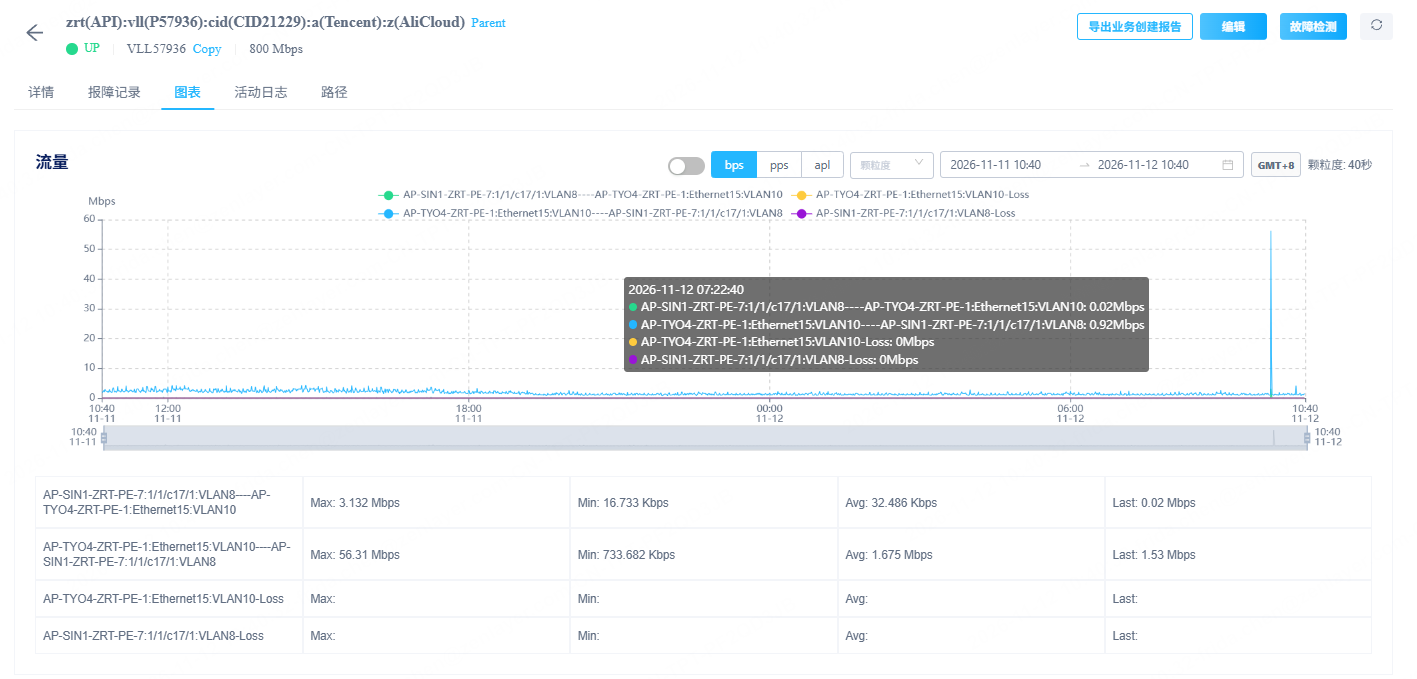 zrt(API):vll(P57936):cid(CID21229):a(Tencent):z(AliCloud) Parent
UP VLL57936 Copy 800 Mbps
导出业务创建报告 编辑 故障检测
详情 报障记录 图表 活动日志 路径
流量
bps pps apl 颗粒度 2026-11-11 10:40 → 2026-11-12 10:40 GMT+8 颗粒度: 40秒
AP-SIN1-ZRT-PE-7:1/1/c17/1:VLAN8----AP-TYO4-ZRT-PE-1:Ethernet15:VLAN10 AP-TYO4-ZRT-PE-1:Ethernet15:VLAN10-Loss
AP-TYO4-ZRT-PE-1:Ethernet15:VLAN10----AP-SIN1-ZRT-PE-7:1/1/c17/1:VLAN8 AP-SIN1-ZRT-PE-7:1/1/c17/1:VLAN8-Loss
Mbps
60
50
40
30
20
10
0
2026-11-12 07:22:40
AP-SIN1-ZRT-PE-7:1/1/c17/1:VLAN8----AP-TYO4-ZRT-PE-1:Ethernet15:VLAN10: 0.02Mbps
AP-TYO4-ZRT-PE-1:Ethernet15:VLAN10----AP-SIN1-ZRT-PE-7:1/1/c17/1:VLAN8: 0.92Mbps
AP-TYO4-ZRT-PE-1:Ethernet15:VLAN10-Loss: 0Mbps
AP-SIN1-ZRT-PE-7:1/1/c17/1:VLAN8-Loss: 0Mbps
10:40 12:00 18:00 00:00 06:00 10:40
11-11 11-11 11-11 11-12 11-12 11-12
10:40 10:40
11-11 11-12
AP-SIN1-ZRT-PE-7:1/1/c17/1:VLAN8----AP-
TYO4-ZRT-PE-1:Ethernet15:VLAN10
Max: 3.132 Mbps Min: 16.733 Kbps Avg: 32.486 Kbps Last: 0.02 Mbps
AP-TYO4-ZRT-PE-1:Ethernet15:VLAN10----AP-
SIN1-ZRT-PE-7:1/1/c17/1:VLAN8
Max: 56.31 Mbps Min: 733.682 Kbps Avg: 1.675 Mbps Last: 1.53 Mbps
AP-TYO4-ZRT-PE-1:Ethernet15:VLAN10-Loss Max: Min: Avg: Last:
AP-SIN1-ZRT-PE-7:1/1/c17/1:VLAN8-Loss Max: Min: Avg: Last: